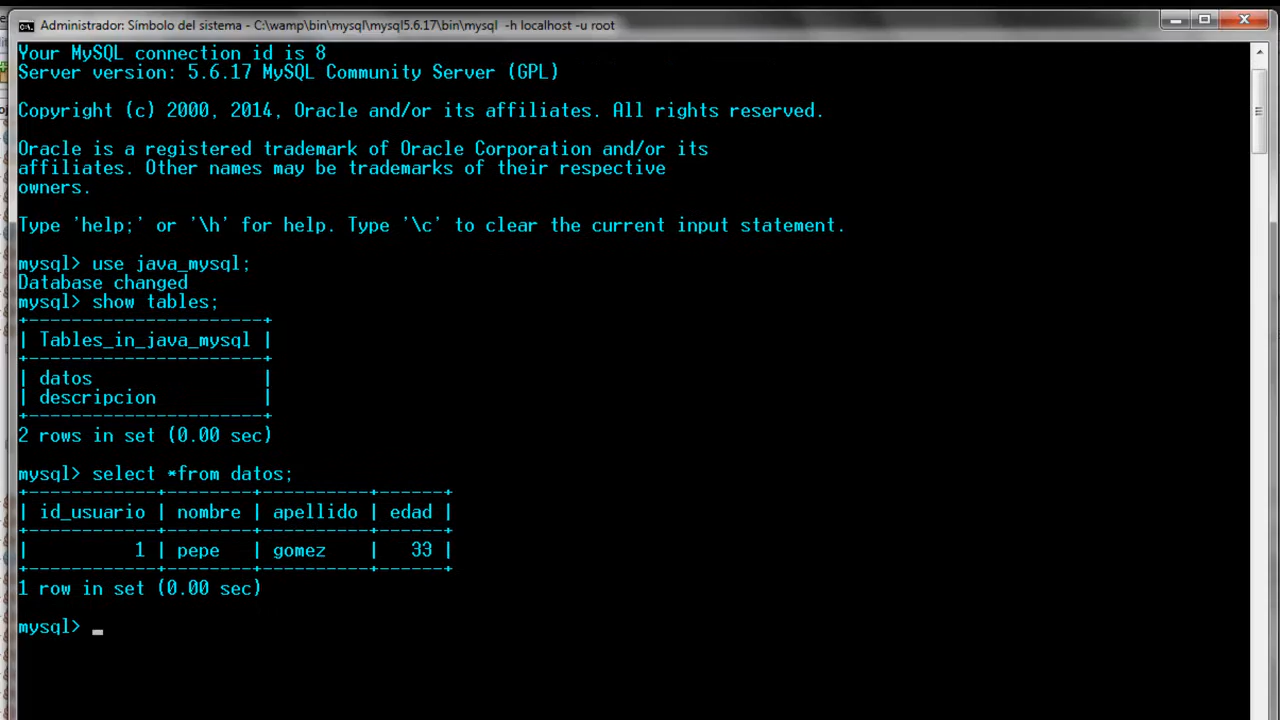 Administrador: Símbolo del sistema - C:\wamp\bin\mysql\mysql5.6.17\bin\mysql -h localhost -u root
Your MySQL connection id is 8
Server version: 5.6.17 MySQL Community Server (GPL)
Copyright (c) 2000, 2014, Oracle and/or its affiliates. All rights reserved.
Oracle is a registered trademark of Oracle Corporation and/or its
affiliates. Other names may be trademarks of their respective
owners.
Type 'help;' or '\h' for help. Type '\c' to clear the current input statement.
mysql> use java_mysql;
Database changed
mysql> show tables;
+----------------------+
| Tables_in_java_mysql |
+----------------------+
| datos                |
| descripcion          |
+----------------------+
2 rows in set (0.00 sec)
mysql> select *from datos;
+------------+--------+----------+------+
| id_usuario | nombre | apellido | edad |
+------------+--------+----------+------+
|          1 | pepe   | gomez    |   33 |
+------------+--------+----------+------+
1 row in set (0.00 sec)
mysql> _